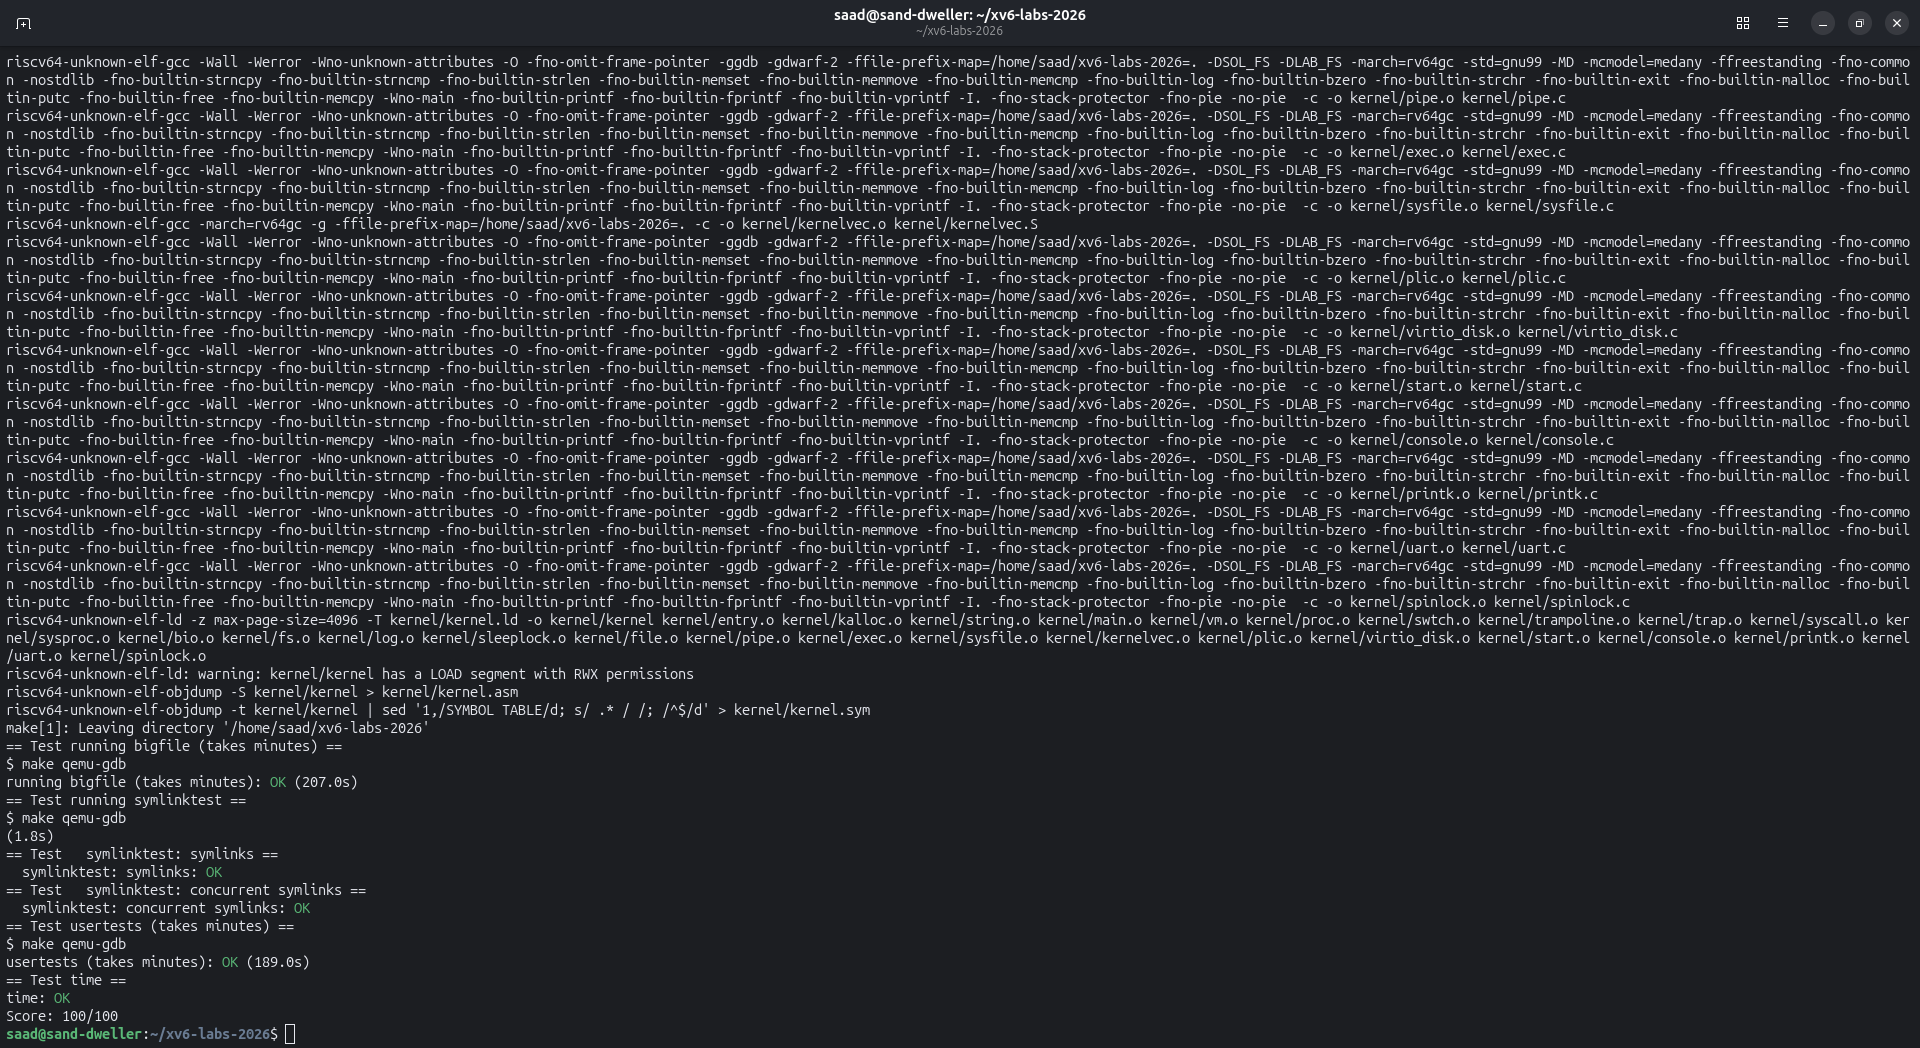 saad@sand-dweller: ~/xv6-labs-2026
~/xv6-labs-2026
riscv64-unknown-elf-gcc -Wall -Werror -Wno-unknown-attributes -O -fno-omit-frame-pointer -ggdb -gdwarf-2 -ffile-prefix-map=/home/saad/xv6-labs-2026=. -DSOL_FS -DLAB_FS -march=rv64gc -std=gnu99 -MD -mcmodel=medany -ffreestanding -fno-commo
n -nostdlib -fno-builtin-strncpy -fno-builtin-strncmp -fno-builtin-strlen -fno-builtin-memset -fno-builtin-memmove -fno-builtin-memcmp -fno-builtin-log -fno-builtin-bzero -fno-builtin-strchr -fno-builtin-exit -fno-builtin-malloc -fno-buil
tin-putc -fno-builtin-free -fno-builtin-memcpy -Wno-main -fno-builtin-printf -fno-builtin-fprintf -fno-builtin-vprintf -I. -fno-stack-protector -fno-pie -no-pie  -c -o kernel/pipe.o kernel/pipe.c
riscv64-unknown-elf-gcc -Wall -Werror -Wno-unknown-attributes -O -fno-omit-frame-pointer -ggdb -gdwarf-2 -ffile-prefix-map=/home/saad/xv6-labs-2026=. -DSOL_FS -DLAB_FS -march=rv64gc -std=gnu99 -MD -mcmodel=medany -ffreestanding -fno-commo
n -nostdlib -fno-builtin-strncpy -fno-builtin-strncmp -fno-builtin-strlen -fno-builtin-memset -fno-builtin-memmove -fno-builtin-memcmp -fno-builtin-log -fno-builtin-bzero -fno-builtin-strchr -fno-builtin-exit -fno-builtin-malloc -fno-buil
tin-putc -fno-builtin-free -fno-builtin-memcpy -Wno-main -fno-builtin-printf -fno-builtin-fprintf -fno-builtin-vprintf -I. -fno-stack-protector -fno-pie -no-pie  -c -o kernel/exec.o kernel/exec.c
riscv64-unknown-elf-gcc -Wall -Werror -Wno-unknown-attributes -O -fno-omit-frame-pointer -ggdb -gdwarf-2 -ffile-prefix-map=/home/saad/xv6-labs-2026=. -DSOL_FS -DLAB_FS -march=rv64gc -std=gnu99 -MD -mcmodel=medany -ffreestanding -fno-commo
n -nostdlib -fno-builtin-strncpy -fno-builtin-strncmp -fno-builtin-strlen -fno-builtin-memset -fno-builtin-memmove -fno-builtin-memcmp -fno-builtin-log -fno-builtin-bzero -fno-builtin-strchr -fno-builtin-exit -fno-builtin-malloc -fno-buil
tin-putc -fno-builtin-free -fno-builtin-memcpy -Wno-main -fno-builtin-printf -fno-builtin-fprintf -fno-builtin-vprintf -I. -fno-stack-protector -fno-pie -no-pie  -c -o kernel/sysfile.o kernel/sysfile.c
riscv64-unknown-elf-gcc -march=rv64gc -g -ffile-prefix-map=/home/saad/xv6-labs-2026=. -c -o kernel/kernelvec.o kernel/kernelvec.S
riscv64-unknown-elf-gcc -Wall -Werror -Wno-unknown-attributes -O -fno-omit-frame-pointer -ggdb -gdwarf-2 -ffile-prefix-map=/home/saad/xv6-labs-2026=. -DSOL_FS -DLAB_FS -march=rv64gc -std=gnu99 -MD -mcmodel=medany -ffreestanding -fno-commo
n -nostdlib -fno-builtin-strncpy -fno-builtin-strncmp -fno-builtin-strlen -fno-builtin-memset -fno-builtin-memmove -fno-builtin-memcmp -fno-builtin-log -fno-builtin-bzero -fno-builtin-strchr -fno-builtin-exit -fno-builtin-malloc -fno-buil
tin-putc -fno-builtin-free -fno-builtin-memcpy -Wno-main -fno-builtin-printf -fno-builtin-fprintf -fno-builtin-vprintf -I. -fno-stack-protector -fno-pie -no-pie  -c -o kernel/plic.o kernel/plic.c
riscv64-unknown-elf-gcc -Wall -Werror -Wno-unknown-attributes -O -fno-omit-frame-pointer -ggdb -gdwarf-2 -ffile-prefix-map=/home/saad/xv6-labs-2026=. -DSOL_FS -DLAB_FS -march=rv64gc -std=gnu99 -MD -mcmodel=medany -ffreestanding -fno-commo
n -nostdlib -fno-builtin-strncpy -fno-builtin-strncmp -fno-builtin-strlen -fno-builtin-memset -fno-builtin-memmove -fno-builtin-memcmp -fno-builtin-log -fno-builtin-bzero -fno-builtin-strchr -fno-builtin-exit -fno-builtin-malloc -fno-buil
tin-putc -fno-builtin-free -fno-builtin-memcpy -Wno-main -fno-builtin-printf -fno-builtin-fprintf -fno-builtin-vprintf -I. -fno-stack-protector -fno-pie -no-pie  -c -o kernel/virtio_disk.o kernel/virtio_disk.c
riscv64-unknown-elf-gcc -Wall -Werror -Wno-unknown-attributes -O -fno-omit-frame-pointer -ggdb -gdwarf-2 -ffile-prefix-map=/home/saad/xv6-labs-2026=. -DSOL_FS -DLAB_FS -march=rv64gc -std=gnu99 -MD -mcmodel=medany -ffreestanding -fno-commo
n -nostdlib -fno-builtin-strncpy -fno-builtin-strncmp -fno-builtin-strlen -fno-builtin-memset -fno-builtin-memmove -fno-builtin-memcmp -fno-builtin-log -fno-builtin-bzero -fno-builtin-strchr -fno-builtin-exit -fno-builtin-malloc -fno-buil
tin-putc -fno-builtin-free -fno-builtin-memcpy -Wno-main -fno-builtin-printf -fno-builtin-fprintf -fno-builtin-vprintf -I. -fno-stack-protector -fno-pie -no-pie  -c -o kernel/start.o kernel/start.c
riscv64-unknown-elf-gcc -Wall -Werror -Wno-unknown-attributes -O -fno-omit-frame-pointer -ggdb -gdwarf-2 -ffile-prefix-map=/home/saad/xv6-labs-2026=. -DSOL_FS -DLAB_FS -march=rv64gc -std=gnu99 -MD -mcmodel=medany -ffreestanding -fno-commo
n -nostdlib -fno-builtin-strncpy -fno-builtin-strncmp -fno-builtin-strlen -fno-builtin-memset -fno-builtin-memmove -fno-builtin-memcmp -fno-builtin-log -fno-builtin-bzero -fno-builtin-strchr -fno-builtin-exit -fno-builtin-malloc -fno-buil
tin-putc -fno-builtin-free -fno-builtin-memcpy -Wno-main -fno-builtin-printf -fno-builtin-fprintf -fno-builtin-vprintf -I. -fno-stack-protector -fno-pie -no-pie  -c -o kernel/console.o kernel/console.c
riscv64-unknown-elf-gcc -Wall -Werror -Wno-unknown-attributes -O -fno-omit-frame-pointer -ggdb -gdwarf-2 -ffile-prefix-map=/home/saad/xv6-labs-2026=. -DSOL_FS -DLAB_FS -march=rv64gc -std=gnu99 -MD -mcmodel=medany -ffreestanding -fno-commo
n -nostdlib -fno-builtin-strncpy -fno-builtin-strncmp -fno-builtin-strlen -fno-builtin-memset -fno-builtin-memmove -fno-builtin-memcmp -fno-builtin-log -fno-builtin-bzero -fno-builtin-strchr -fno-builtin-exit -fno-builtin-malloc -fno-buil
tin-putc -fno-builtin-free -fno-builtin-memcpy -Wno-main -fno-builtin-printf -fno-builtin-fprintf -fno-builtin-vprintf -I. -fno-stack-protector -fno-pie -no-pie  -c -o kernel/printk.o kernel/printk.c
riscv64-unknown-elf-gcc -Wall -Werror -Wno-unknown-attributes -O -fno-omit-frame-pointer -ggdb -gdwarf-2 -ffile-prefix-map=/home/saad/xv6-labs-2026=. -DSOL_FS -DLAB_FS -march=rv64gc -std=gnu99 -MD -mcmodel=medany -ffreestanding -fno-commo
n -nostdlib -fno-builtin-strncpy -fno-builtin-strncmp -fno-builtin-strlen -fno-builtin-memset -fno-builtin-memmove -fno-builtin-memcmp -fno-builtin-log -fno-builtin-bzero -fno-builtin-strchr -fno-builtin-exit -fno-builtin-malloc -fno-buil
tin-putc -fno-builtin-free -fno-builtin-memcpy -Wno-main -fno-builtin-printf -fno-builtin-fprintf -fno-builtin-vprintf -I. -fno-stack-protector -fno-pie -no-pie  -c -o kernel/uart.o kernel/uart.c
riscv64-unknown-elf-gcc -Wall -Werror -Wno-unknown-attributes -O -fno-omit-frame-pointer -ggdb -gdwarf-2 -ffile-prefix-map=/home/saad/xv6-labs-2026=. -DSOL_FS -DLAB_FS -march=rv64gc -std=gnu99 -MD -mcmodel=medany -ffreestanding -fno-commo
n -nostdlib -fno-builtin-strncpy -fno-builtin-strncmp -fno-builtin-strlen -fno-builtin-memset -fno-builtin-memmove -fno-builtin-memcmp -fno-builtin-log -fno-builtin-bzero -fno-builtin-strchr -fno-builtin-exit -fno-builtin-malloc -fno-buil
tin-putc -fno-builtin-free -fno-builtin-memcpy -Wno-main -fno-builtin-printf -fno-builtin-fprintf -fno-builtin-vprintf -I. -fno-stack-protector -fno-pie -no-pie  -c -o kernel/spinlock.o kernel/spinlock.c
riscv64-unknown-elf-ld -z max-page-size=4096 -T kernel/kernel.ld -o kernel/kernel kernel/entry.o kernel/kalloc.o kernel/string.o kernel/main.o kernel/vm.o kernel/proc.o kernel/swtch.o kernel/trampoline.o kernel/trap.o kernel/syscall.o ker
nel/sysproc.o kernel/bio.o kernel/fs.o kernel/log.o kernel/sleeplock.o kernel/file.o kernel/pipe.o kernel/exec.o kernel/sysfile.o kernel/kernelvec.o kernel/plic.o kernel/virtio_disk.o kernel/start.o kernel/console.o kernel/printk.o kernel
/uart.o kernel/spinlock.o
riscv64-unknown-elf-ld: warning: kernel/kernel has a LOAD segment with RWX permissions
riscv64-unknown-elf-objdump -S kernel/kernel > kernel/kernel.asm
riscv64-unknown-elf-objdump -t kernel/kernel | sed '1,/SYMBOL TABLE/d; s/ .* / /; /^$/d' > kernel/kernel.sym
make[1]: Leaving directory '/home/saad/xv6-labs-2026'
== Test running bigfile (takes minutes) ==
$ make qemu-gdb
running bigfile (takes minutes): OK (207.0s)
== Test running symlinktest ==
$ make qemu-gdb
(1.8s)
== Test   symlinktest: symlinks ==
  symlinktest: symlinks: OK
== Test   symlinktest: concurrent symlinks ==
  symlinktest: concurrent symlinks: OK
== Test usertests (takes minutes) ==
$ make qemu-gdb
usertests (takes minutes): OK (189.0s)
== Test time ==
time: OK
Score: 100/100
saad@sand-dweller:~/xv6-labs-2026$